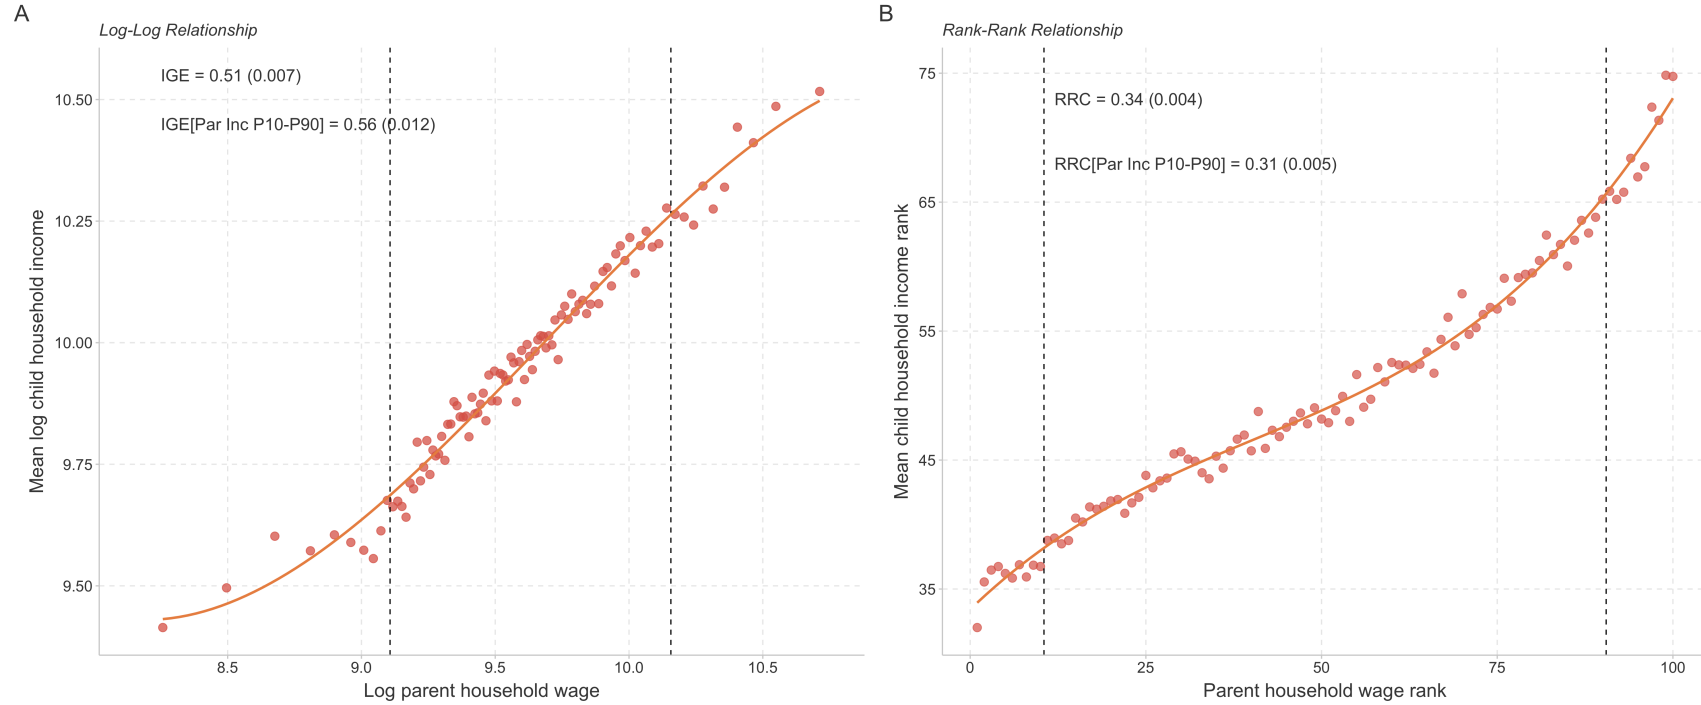 A
Log-Log Relationship
IGE = 0.51 (0.007)
IGE[Par Inc P10-P90] = 0.56 (0.012)
Mean log child household income
10.50
10.25
10.00
9.75
9.50
8.5 9.0 9.5 10.0 10.5
Log parent household wage
B
Rank-Rank Relationship
RRC = 0.34 (0.004)
RRC[Par Inc P10-P90] = 0.31 (0.005)
Mean child household income rank
75
65
55
45
35
0 25 50 75 100
Parent household wage rank